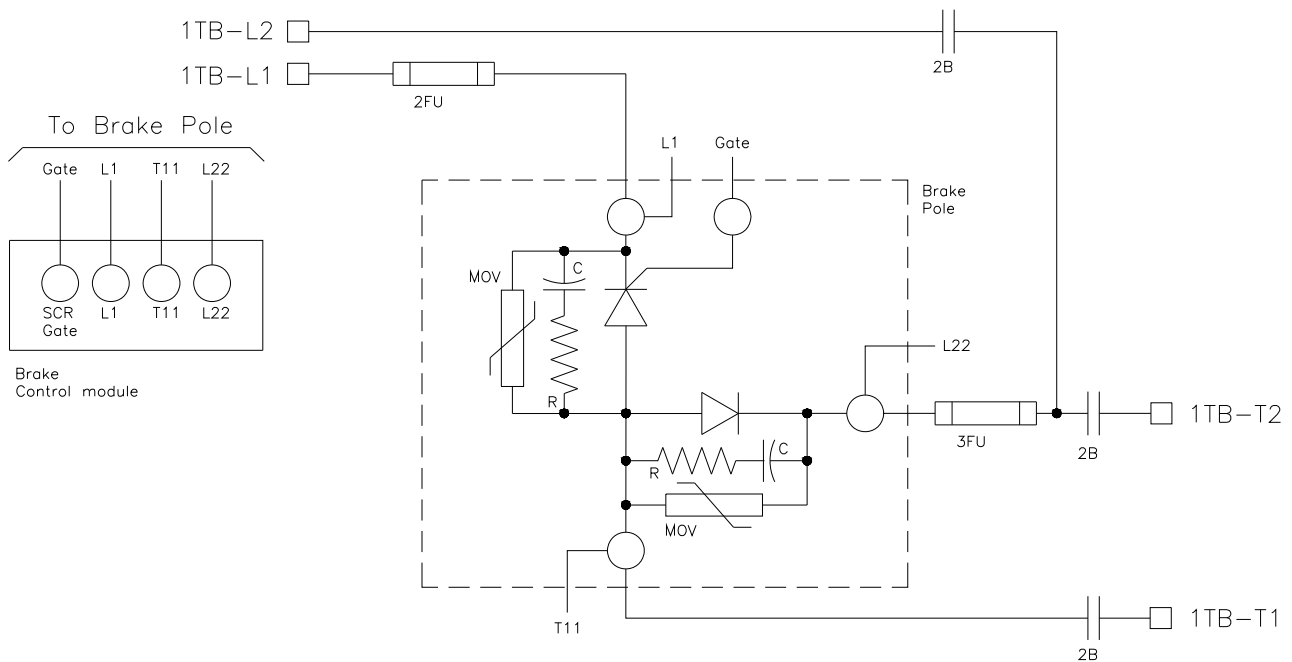 1TB-L2
2B
1TB-L1
2FU
To Brake Pole
Gate L1 T11 L22
L1 Gate
Brake
Pole
MOV
C
SCR
Gate
L1 T11 L22
L22
Brake
Control module
R
1TB-T2
3FU
2B
R
C
MOV
T11
1TB-T1
2B